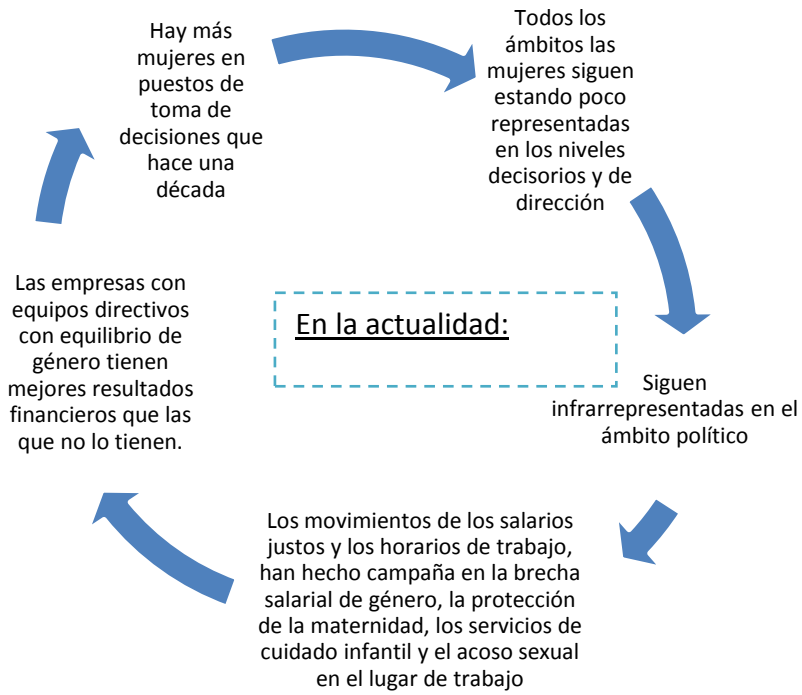 Hay más
mujeres en
puestos de
toma de
decisiones que
hace una
década
Todos los
ámbitos las
mujeres siguen
estando poco
representadas
en los niveles
decisorios y de
dirección
Siguen
infrarrepresentadas en el
ámbito político
Los movimientos de los salarios
justos y los horarios de trabajo,
han hecho campaña en la brecha
salarial de género, la protección
de la maternidad, los servicios de
cuidado infantil y el acoso sexual
en el lugar de trabajo
Las empresas con
equipos directivos
con equilibrio de
género tienen
mejores resultados
financieros que las
que no lo tienen.
En la actualidad: